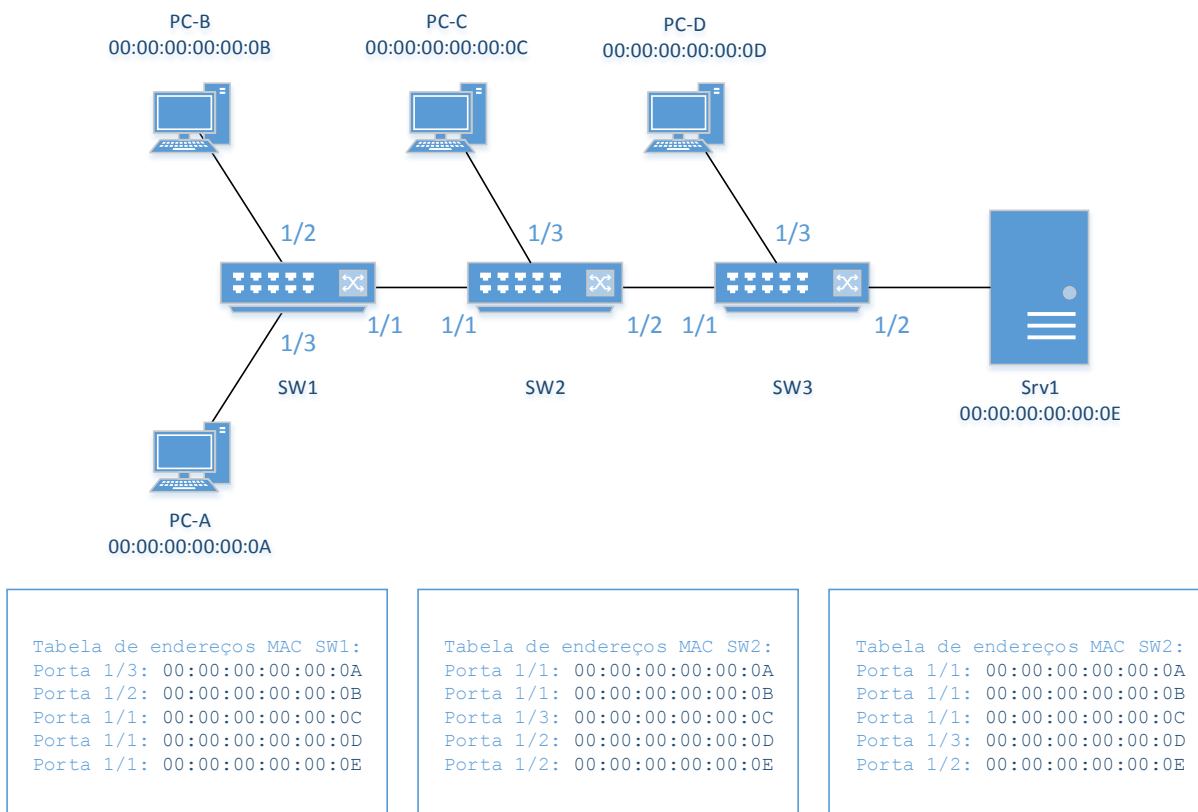 PC-B
00:00:00:00:00:0B
PC-C
00:00:00:00:00:0C
PC-D
00:00:00:00:00:0D
1/2
1/3
1/3
1/1
1/1
1/2
1/1
1/2
1/3
SW1
SW2
SW3
Srv1
00:00:00:00:00:0E
PC-A
00:00:00:00:00:0A
Tabela de endereços MAC SW1:
Porta 1/3: 00:00:00:00:00:0A
Porta 1/2: 00:00:00:00:00:0B
Porta 1/1: 00:00:00:00:00:0C
Porta 1/1: 00:00:00:00:00:0D
Porta 1/1: 00:00:00:00:00:0E
Tabela de endereços MAC SW2:
Porta 1/1: 00:00:00:00:00:0A
Porta 1/1: 00:00:00:00:00:0B
Porta 1/3: 00:00:00:00:00:0C
Porta 1/2: 00:00:00:00:00:0D
Porta 1/2: 00:00:00:00:00:0E
Tabela de endereços MAC SW2:
Porta 1/1: 00:00:00:00:00:0A
Porta 1/1: 00:00:00:00:00:0B
Porta 1/1: 00:00:00:00:00:0C
Porta 1/3: 00:00:00:00:00:0D
Porta 1/2: 00:00:00:00:00:0E